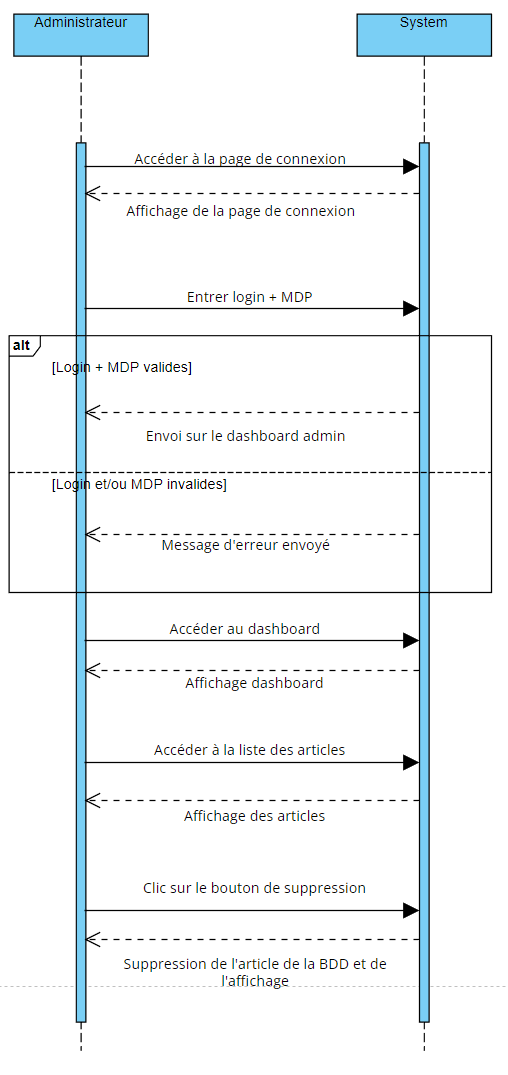 Administrateur
System
Accéder à la page de connexion
Affichage de la page de connexion
Entrer login + MDP
alt
[Login + MDP valides]
Envoi sur le dashboard admin
[Login et/ou MDP invalides]
Message d'erreur envoyé
Accéder au dashboard
Affichage dashboard
Accéder à la liste des articles
Affichage des articles
Clic sur le bouton de suppression
Suppression de l'article de la BDD et de
l'affichage